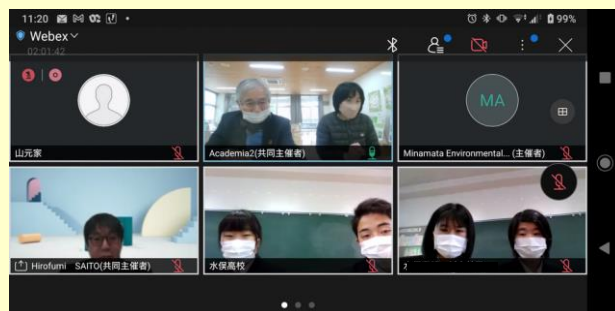 11:20
99%
Webex
02:01:42
1
山元家
Academia2(共同主催者)
MA
Minamata Environmental... (主催者)
Hirofumi SAITO(共同主催者)
水俣高校
2